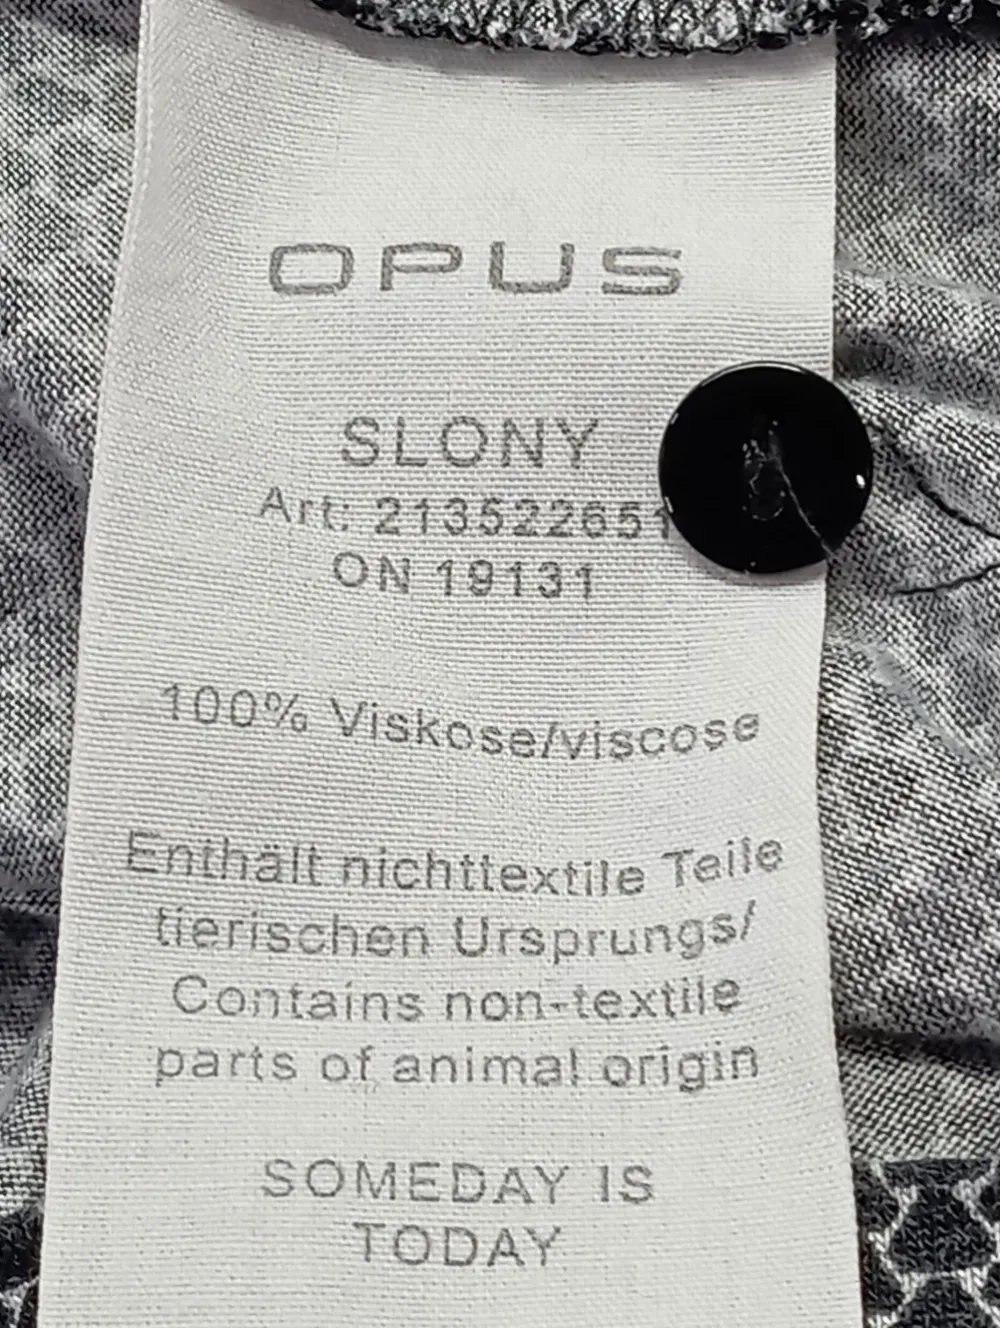 OPUS
SLONY
Art: 213522651
ON 19131
100% Viskose/viscose
Enthält nichttextile Teile
tierischen Ursprungs/
Contains non-textile
parts of animal origin
SOMEDAY IS
TODAY